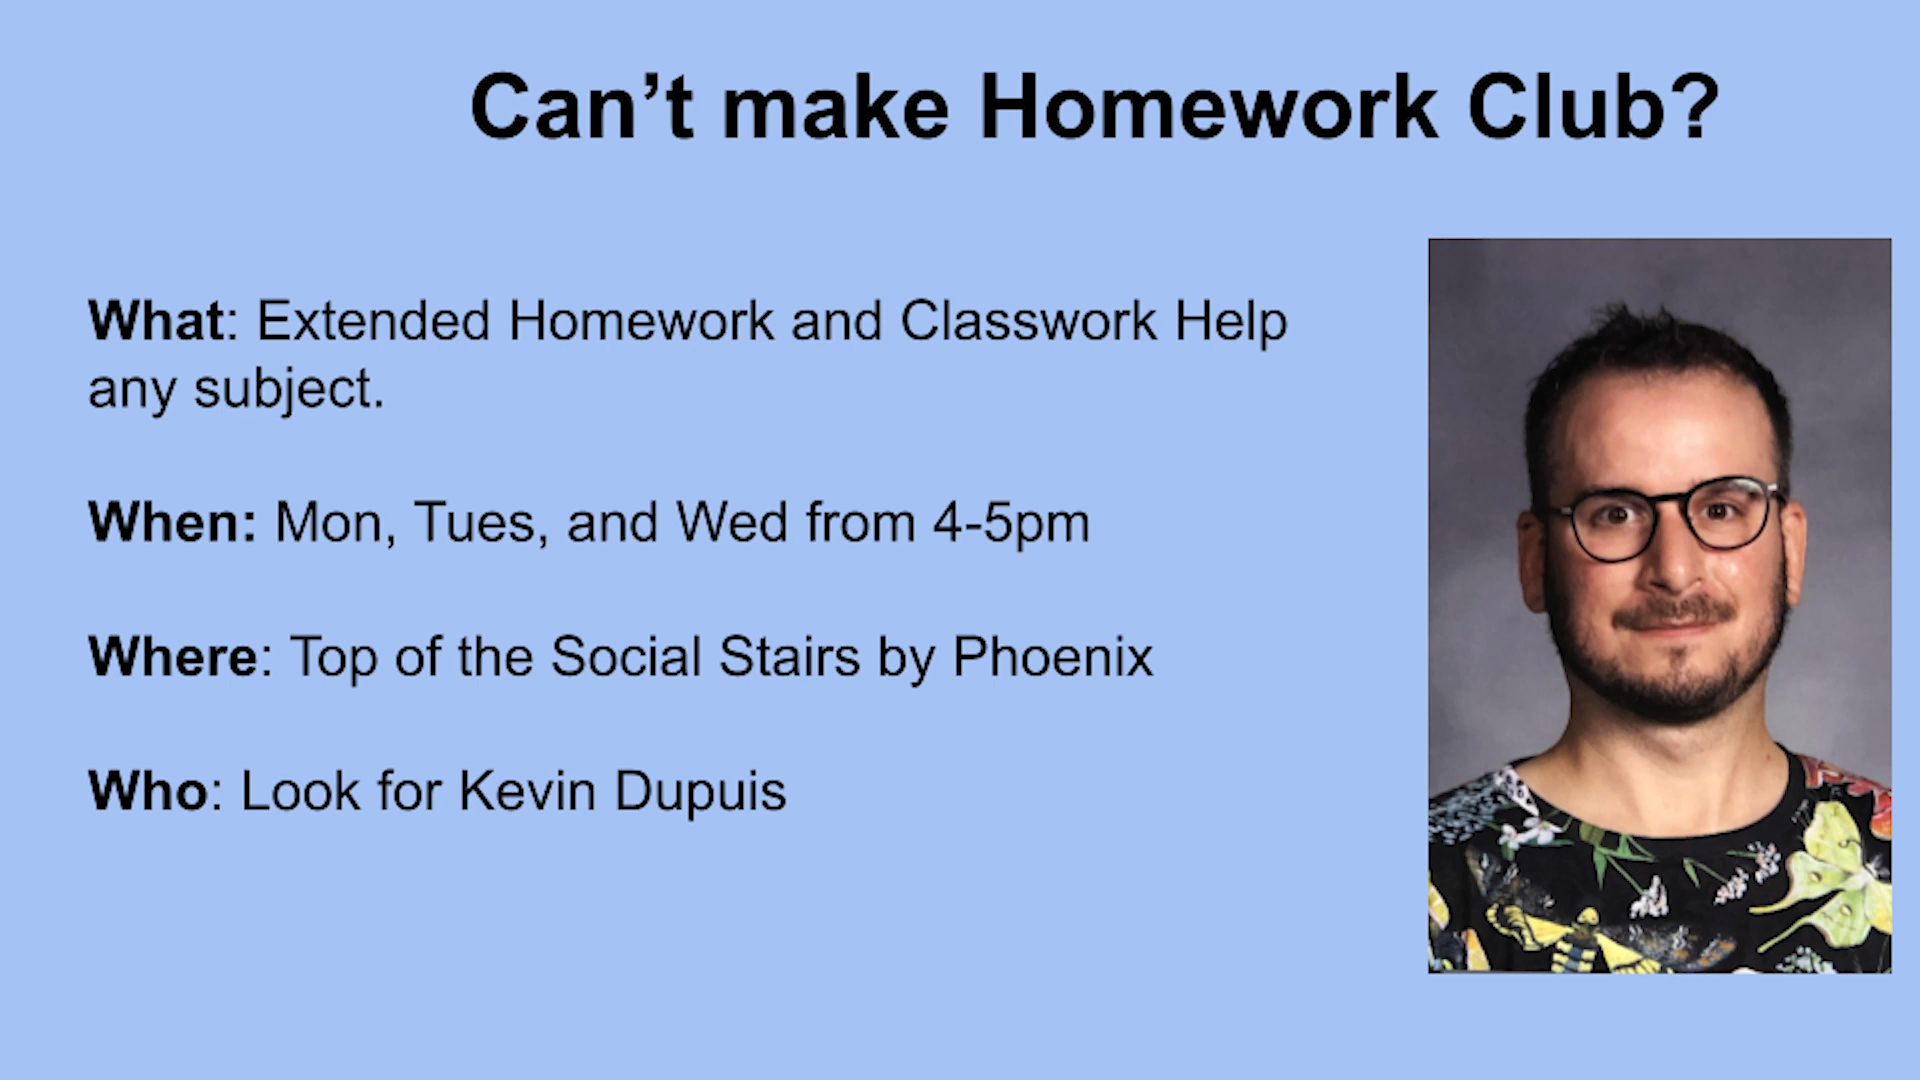 Can’t make Homework Club?
What: Extended Homework and Classwork Help
any subject.
When: Mon, Tues, and Wed from 4-5pm
Where: Top of the Social Stairs by Phoenix
Who: Look for Kevin Dupuis